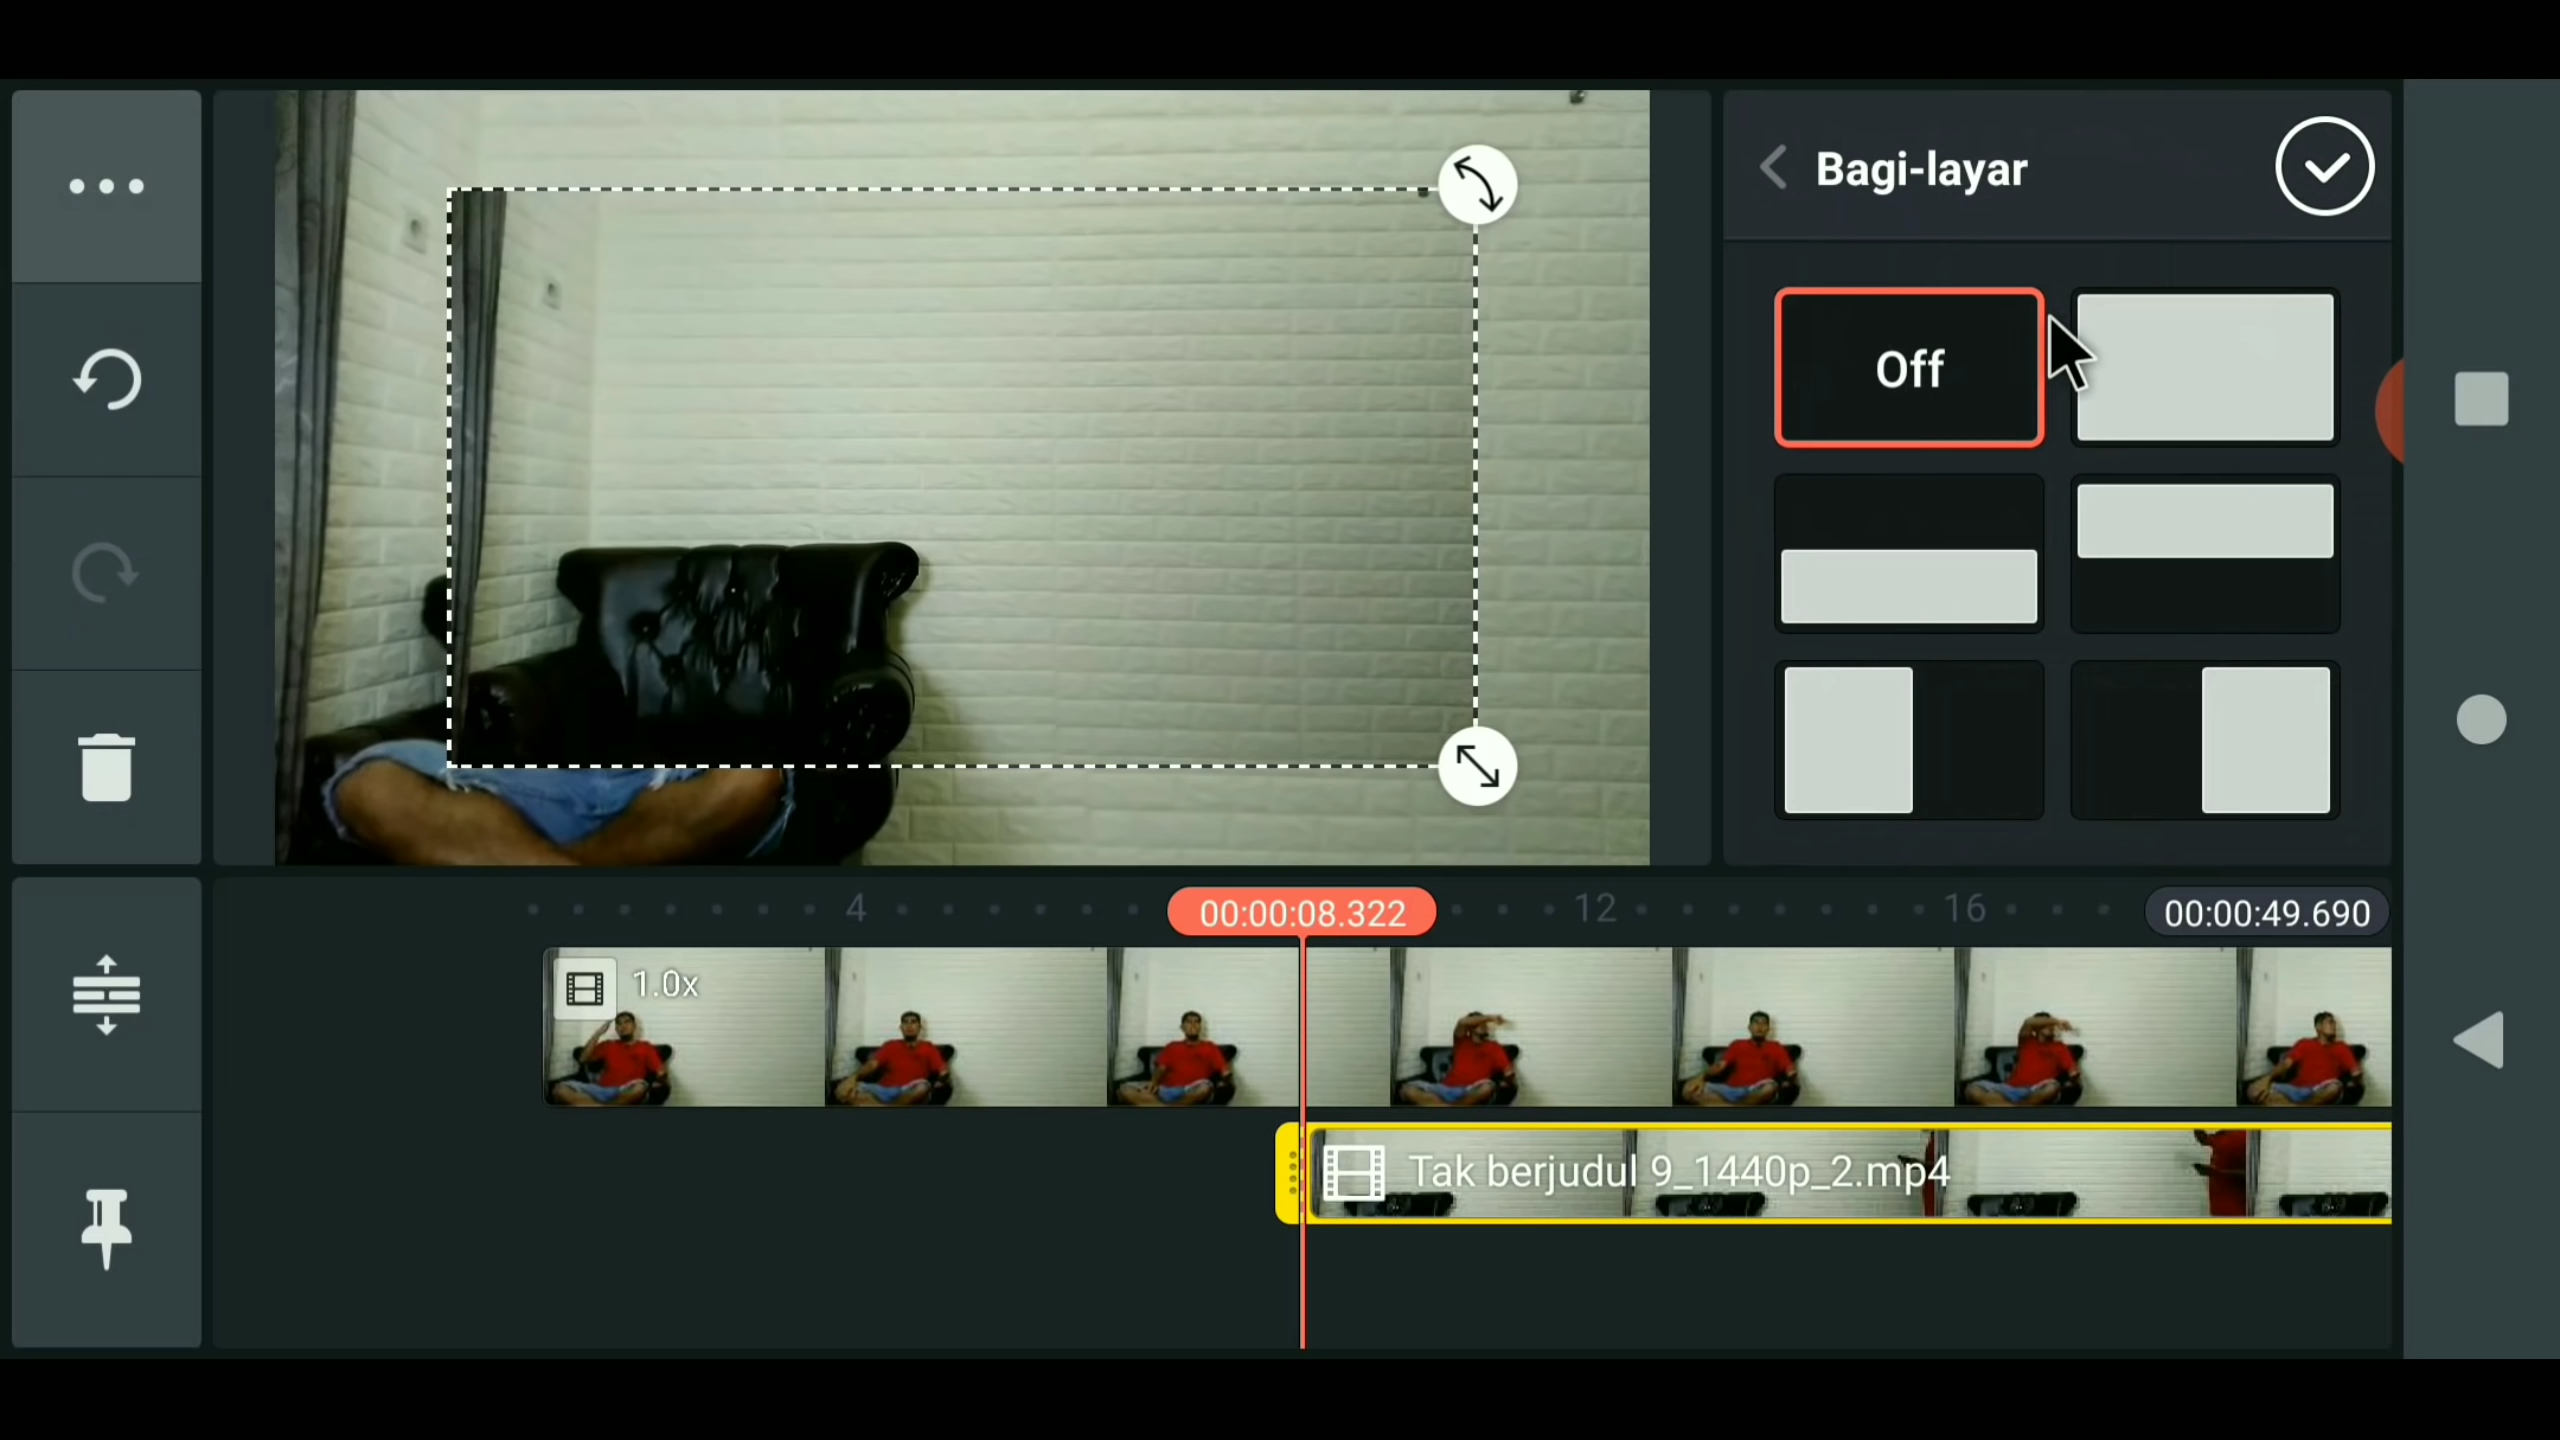 Bagi-layar
Off
4
00:00:08.322
12
16
00:00:49.690
1.0x
Tak berjudul 9_1440p_2.mp4